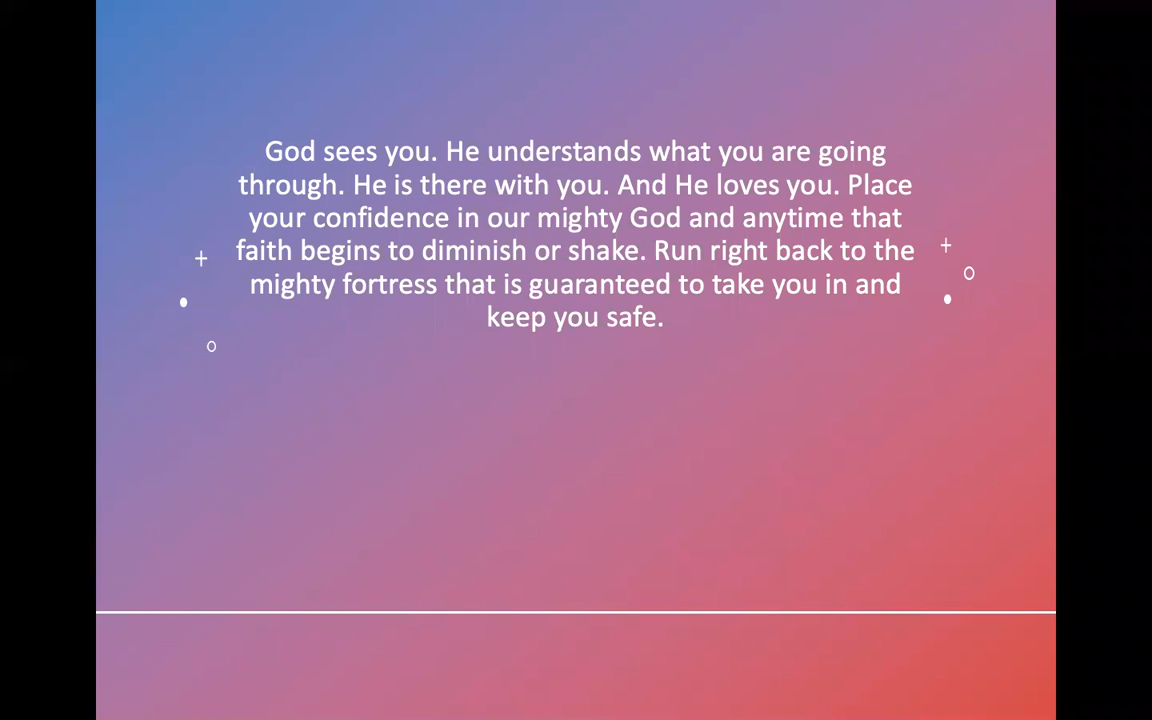 God sees you. He understands what you are going
through. He is there with you. And He loves you. Place
your confidence in our mighty God and anytime that
faith begins to diminish or shake. Run right back to the
mighty fortress that is guaranteed to take you in and
keep you safe.